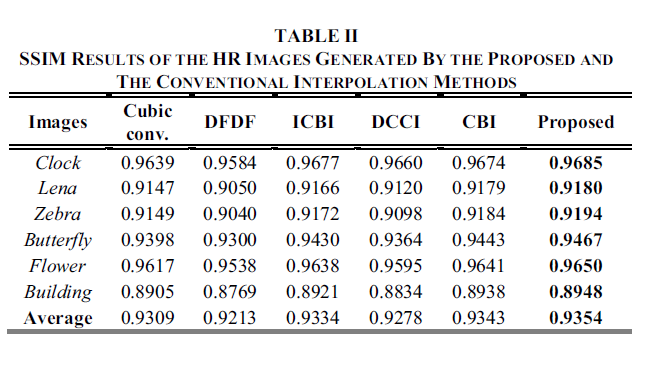 TABLE II
SSIM RESULTS OF THE HR IMAGES GENERATED BY THE PROPOSED AND
THE CONVENTIONAL INTERPOLATION METHODS
Images Cubic conv. DFDF ICBI DCCI CBI Proposed
Clock 0.9639 0.9584 0.9677 0.9660 0.9674 0.9685
Lena 0.9147 0.9050 0.9166 0.9120 0.9179 0.9180
Zebra 0.9149 0.9040 0.9172 0.9098 0.9184 0.9194
Butterfly 0.9398 0.9300 0.9430 0.9364 0.9443 0.9467
Flower 0.9617 0.9538 0.9638 0.9595 0.9641 0.9650
Building 0.8905 0.8769 0.8921 0.8834 0.8938 0.8948
Average 0.9309 0.9213 0.9334 0.9278 0.9343 0.9354